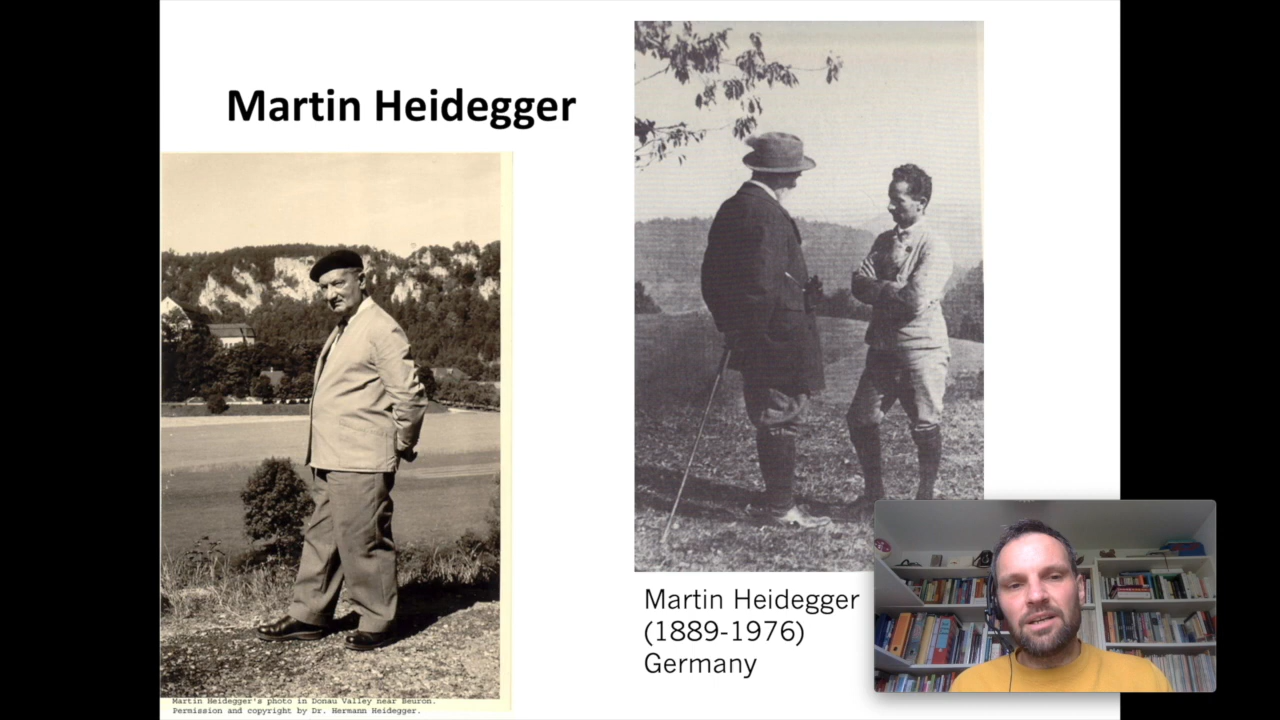 Martin Heidegger
Martin Heidegger's photo in Donau Valley near Beuron.
Permission and copyright by Dr. Hermann Heidegger.
Martin Heidegger
(1889-1976)
Germany